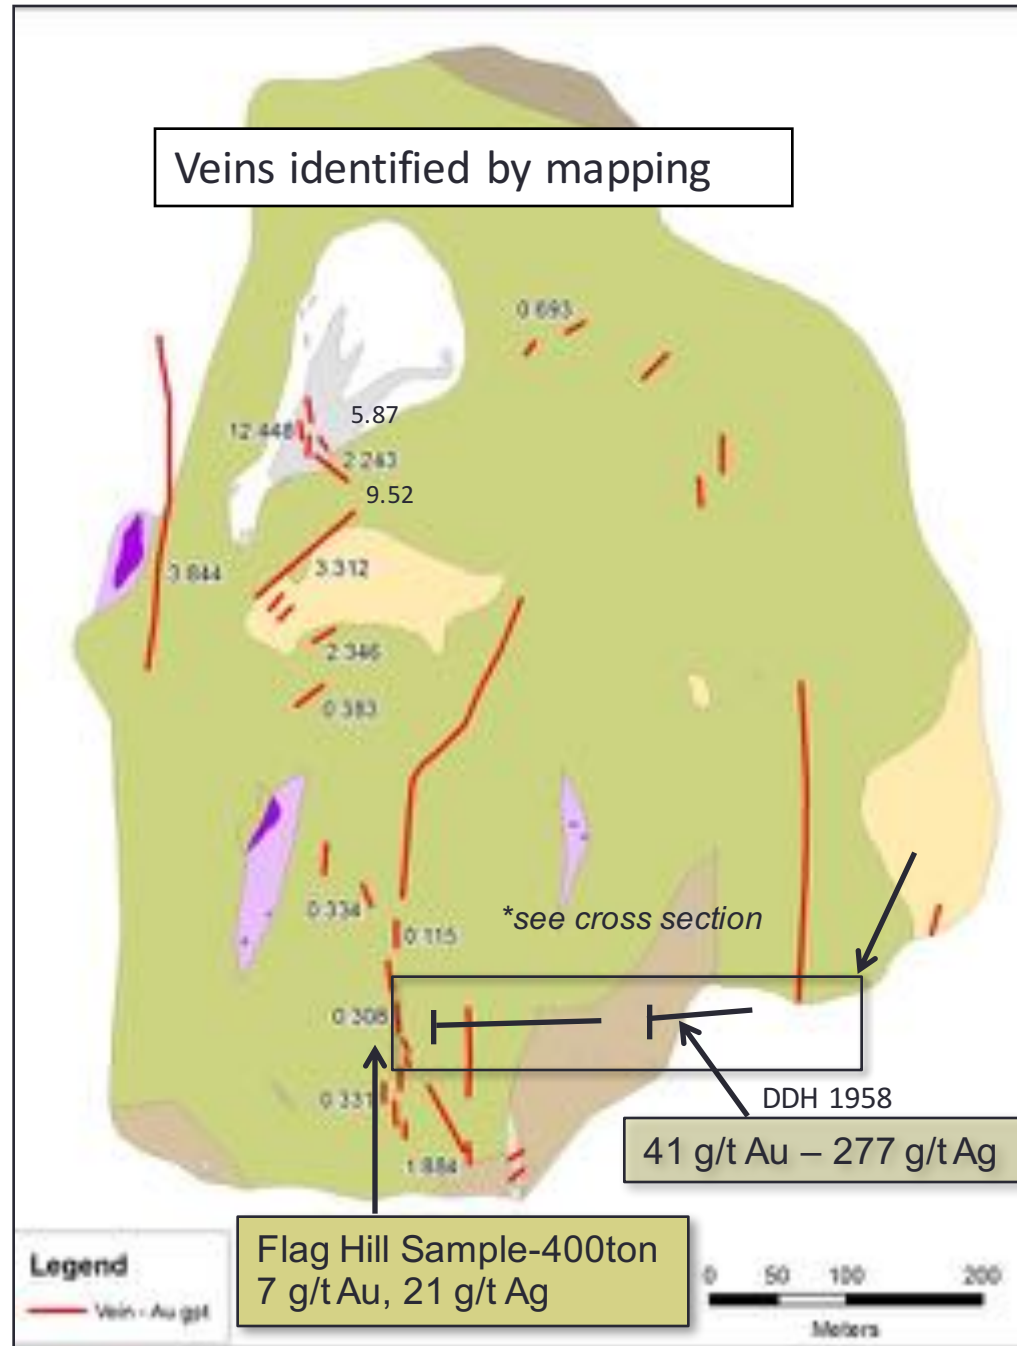 Veins identified by mapping
0.693
5.87
12.448
2.243
9.52
3.844
3.312
2.346
0.383
0.334
0.115
*see cross section
0.308
0.331
DDH 1958
1.884
41 g/t Au – 277 g/t Ag
Flag Hill Sample-400ton
7 g/t Au, 21 g/t Ag
Legend
Vein - Au gpt
0 50 100 200
Meters